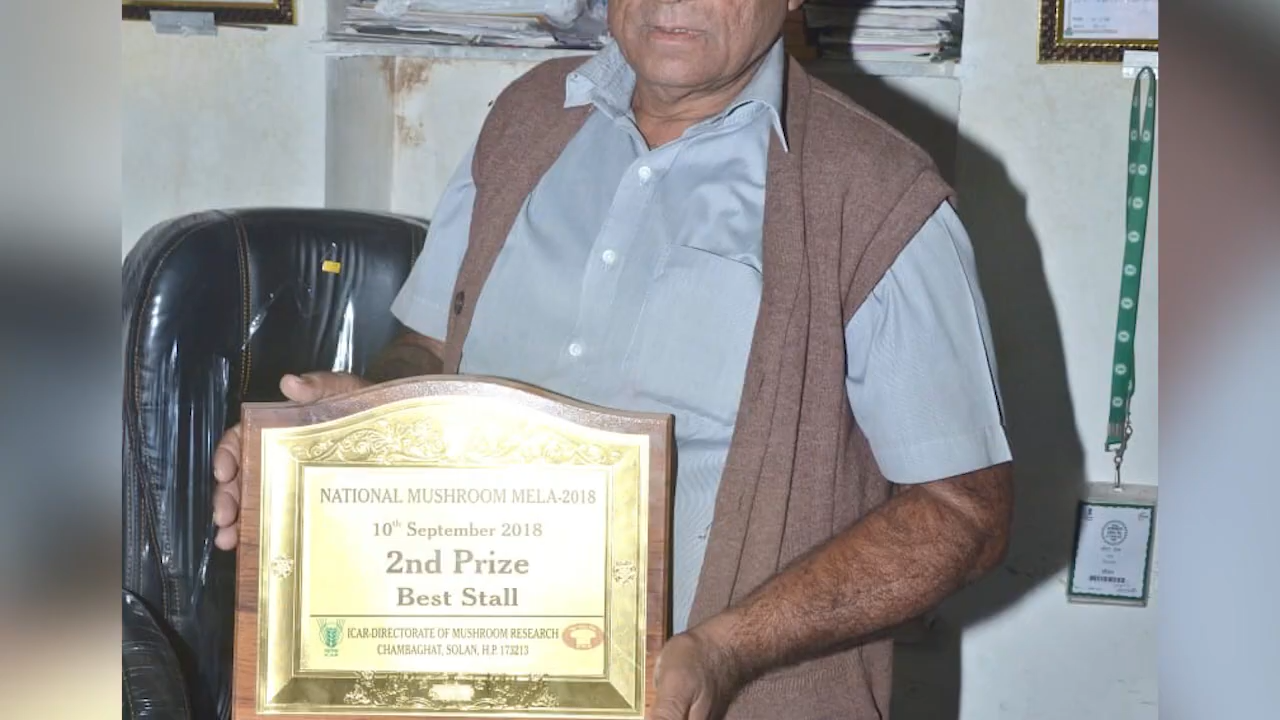 NATIONAL MUSHROOM MELA-2018
10th September 2018
2nd Prize
Best Stall
ICAR-DIRECTORATE OF MUSHROOM RESEARCH
CHAMBAGHAT, SOLAN, H.P. 173213